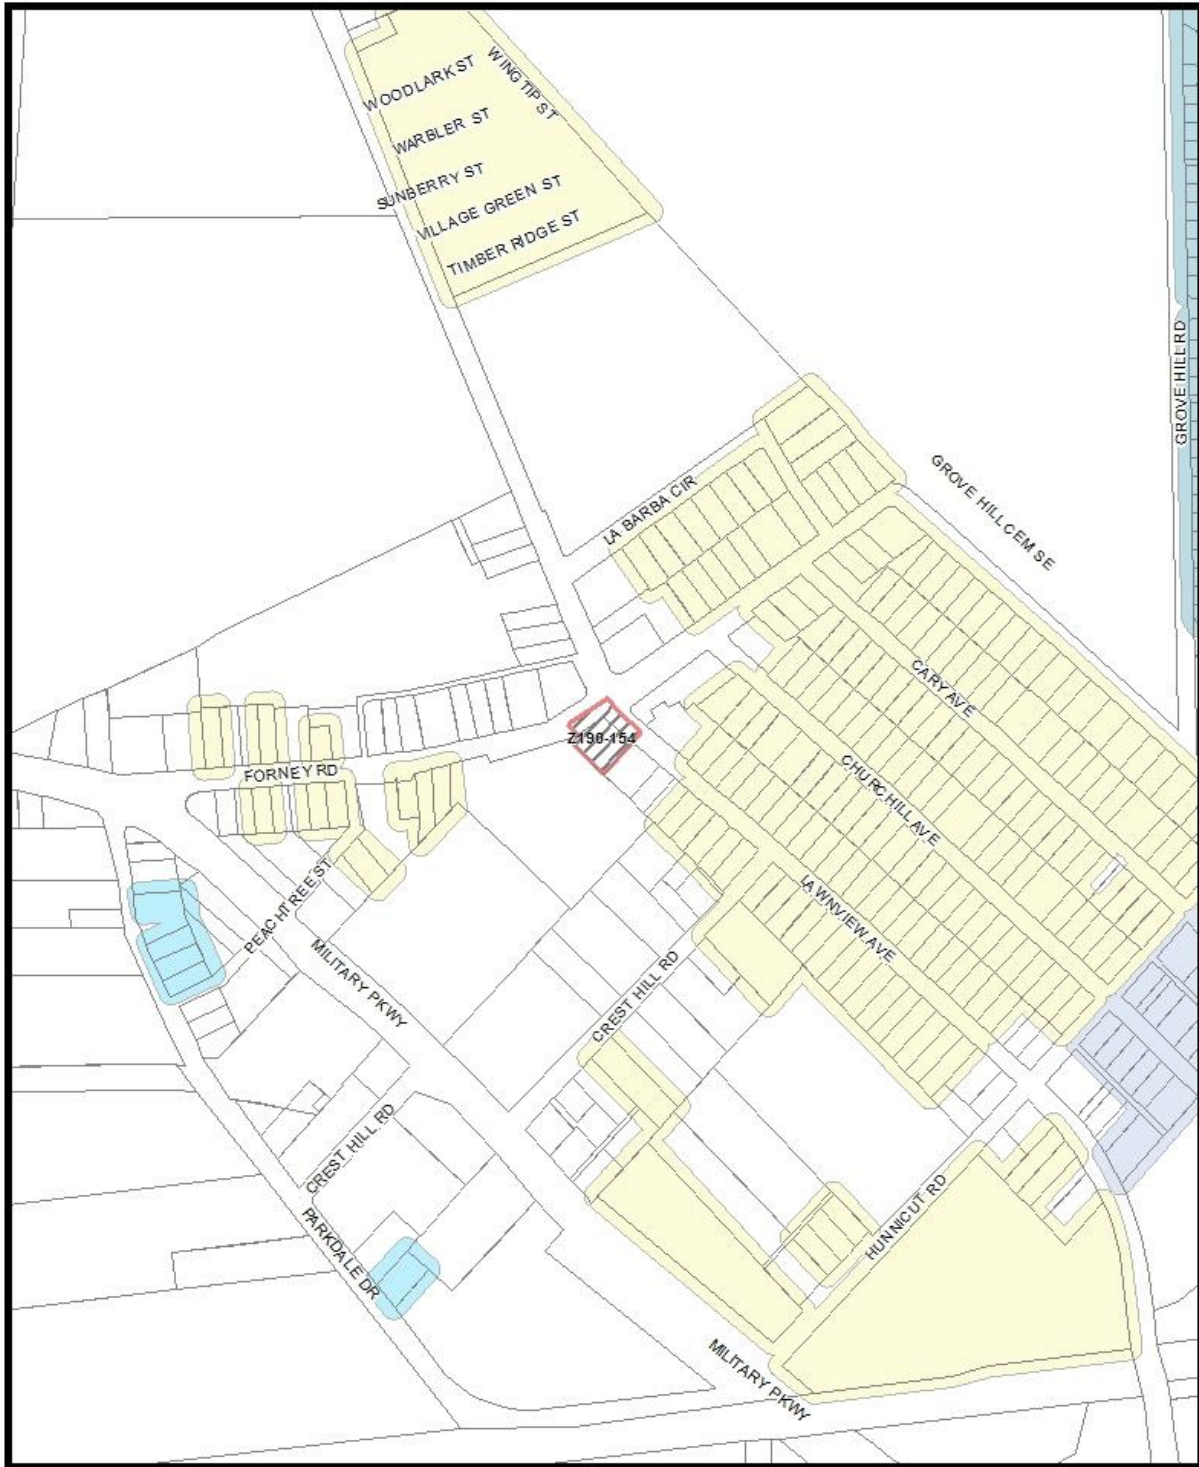 WOODLARK ST
WING TIP ST
WARBLER ST
SUNBERRY ST
VILLAGE GREEN ST
TIMBER RIDGE ST
GROVE HILL RD
GROVE HILL CEM SE
LA BARBA CIR
CARY AVE
Z190-154
FORNEY RD
CHURCHILL AVE
PEACHTREE ST
LAWNVIEW AVE
MILITARY PKWY
CREST HILL RD
CREST HILL RD
HUNNICUT RD
PARKDALE DR
MILITARY PKWY